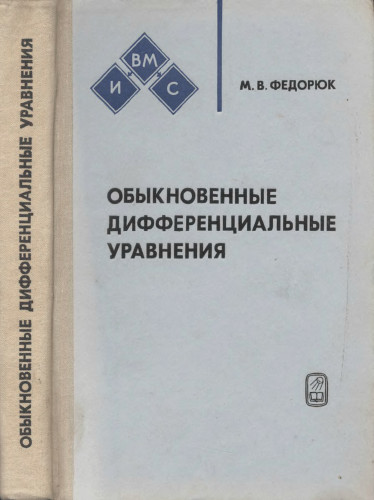 ОБЫКНОВЕННЫЕ ДИФФЕРЕНЦИАЛЬНЫЕ УРАВНЕНИЯ
ВМ
И С
М. В. ФЕДОРЮК
ОБЫКНОВЕННЫЕ
ДИФФЕРЕНЦИАЛЬНЫЕ
УРАВНЕНИЯ